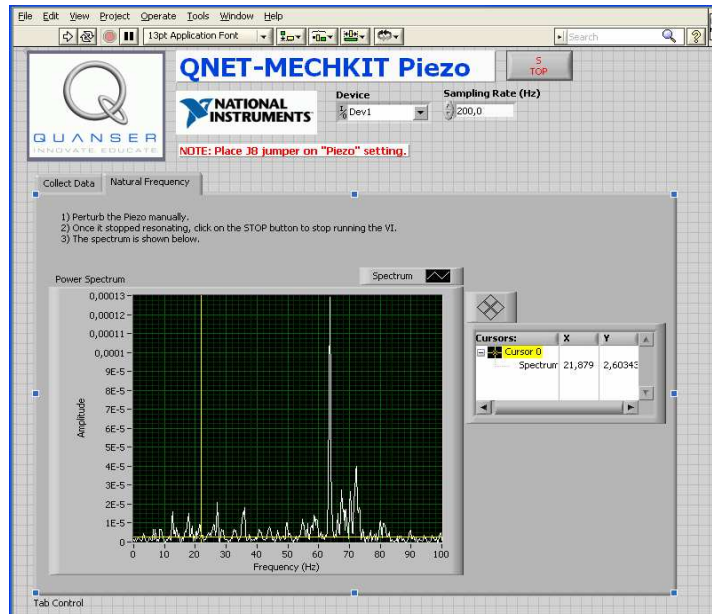 File Edit View Project Operate Tools Window Help
13pt Application Font
Search
QNET-MECHKIT Piezo
S
TOP
QUANSER
INNOVATE EDUCATE
NATIONAL
INSTRUMENTS
Device
Dev1
Sampling Rate (Hz)
200,0
NOTE: Place J8 jumper on "Piezo" setting.
Collect Data
Natural Frequency
1) Perturb the Piezo manually.
2) Once it stopped resonating, click on the STOP button to stop running the VI.
3) The spectrum is shown below.
Power Spectrum
Spectrum
0,00013
0,00012
0,00011
0,0001
9E-5
8E-5
7E-5
6E-5
5E-5
4E-5
3E-5
2E-5
1E-5
0
Amplitude
0 10 20 30 40 50 60 70 80 90 100
Frequency (Hz)
Cursors: X Y
Cursor 0
Spectrum 21,879 2,60343
Tab Control